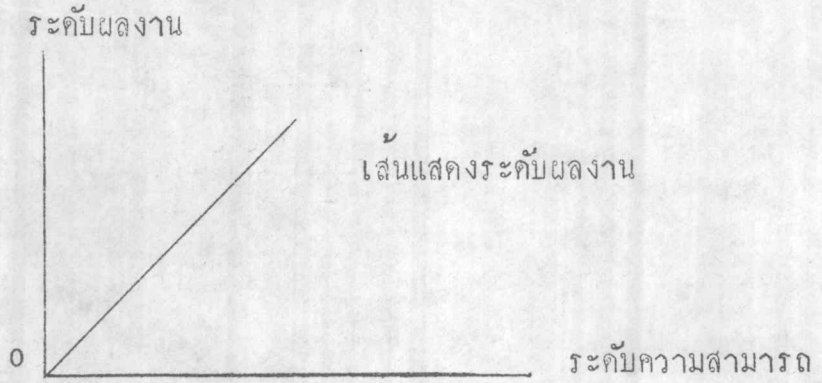 ระดับผลงาน
เส้นแสดงระดับผลงาน
0
ระดับความสามารถ